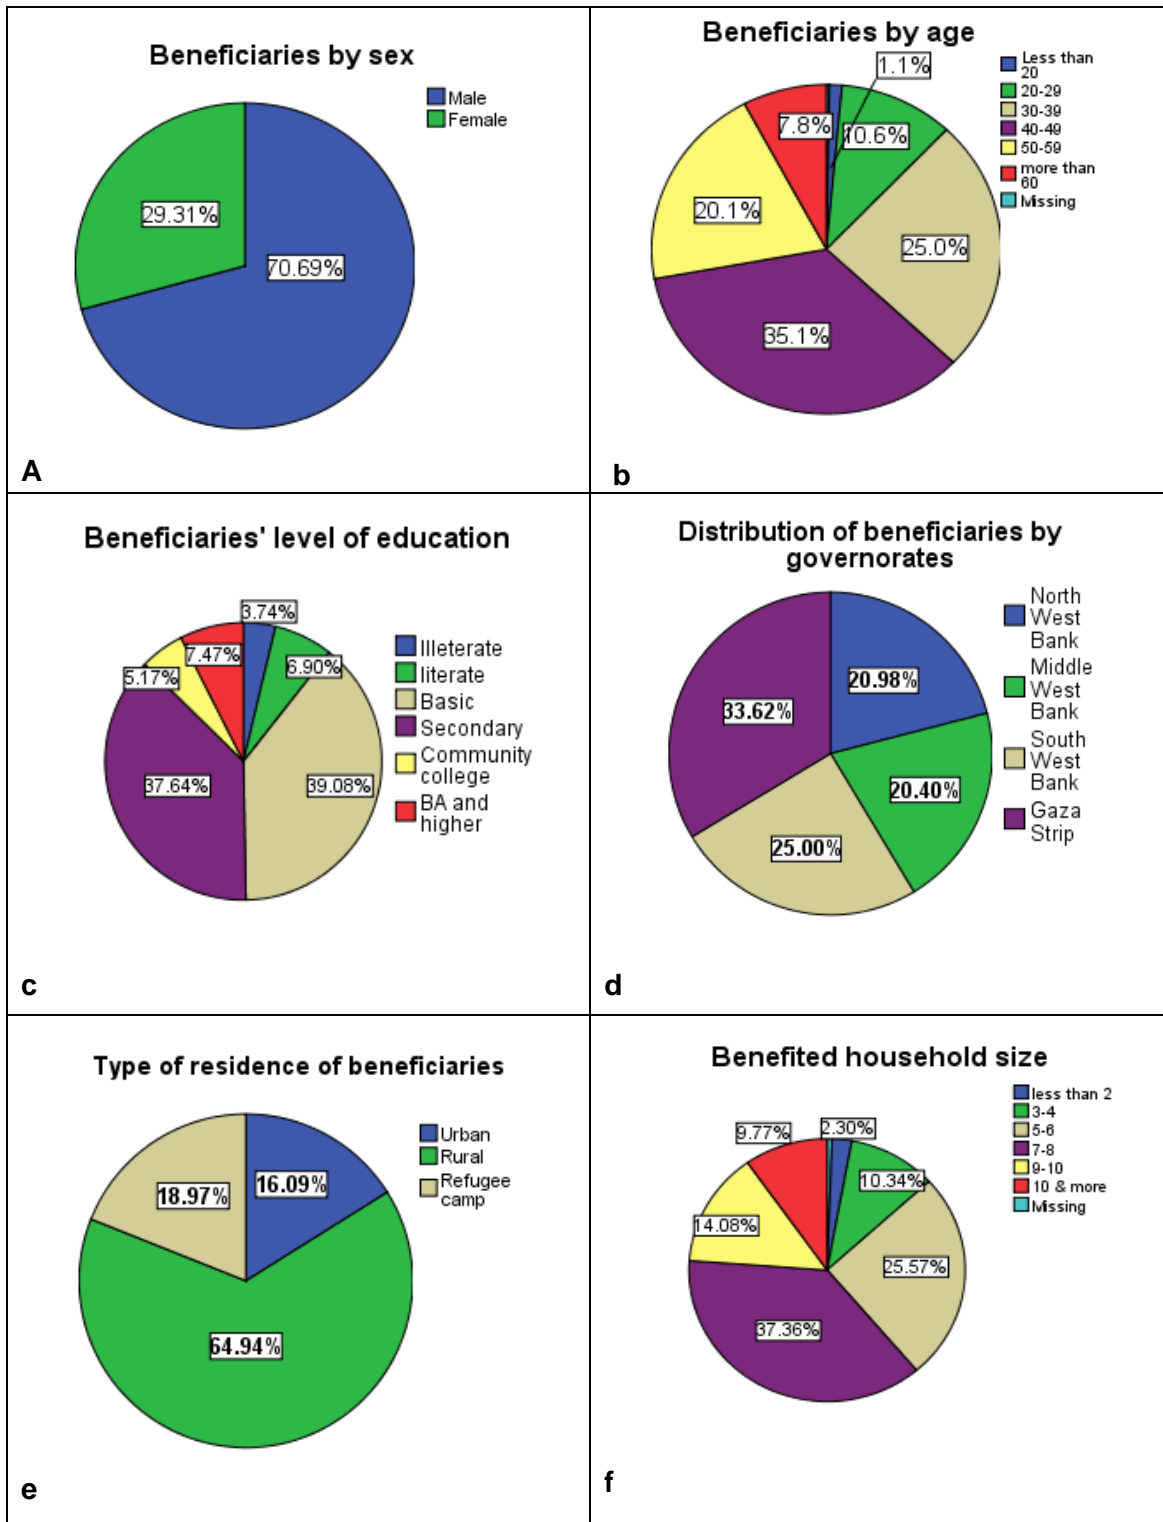 Beneficiaries by sex
Male
Female
29.31%
70.69%
A
Beneficiaries by age
1.1%
Less than
20
20-29
30-39
40-49
50-59
more than
60
Missing
7.8%
10.6%
20.1%
25.0%
35.1%
b
Beneficiaries' level of education
3.74%
7.47%
6.90%
5.17%
37.64%
39.08%
Illeterate
literate
Basic
Secondary
Community
college
BA and
higher
c
Distribution of beneficiaries by
governorates
North
West
Bank
Middle
West
Bank
South
West
Bank
Gaza
Strip
20.98%
33.62%
20.40%
25.00%
d
Type of residence of beneficiaries
Urban
Rural
Refugee
camp
16.09%
18.97%
64.94%
e
Benefited household size
less than 2
3-4
5-6
7-8
9-10
10 & more
Missing
9.77%
2.30%
10.34%
14.08%
25.57%
37.36%
f